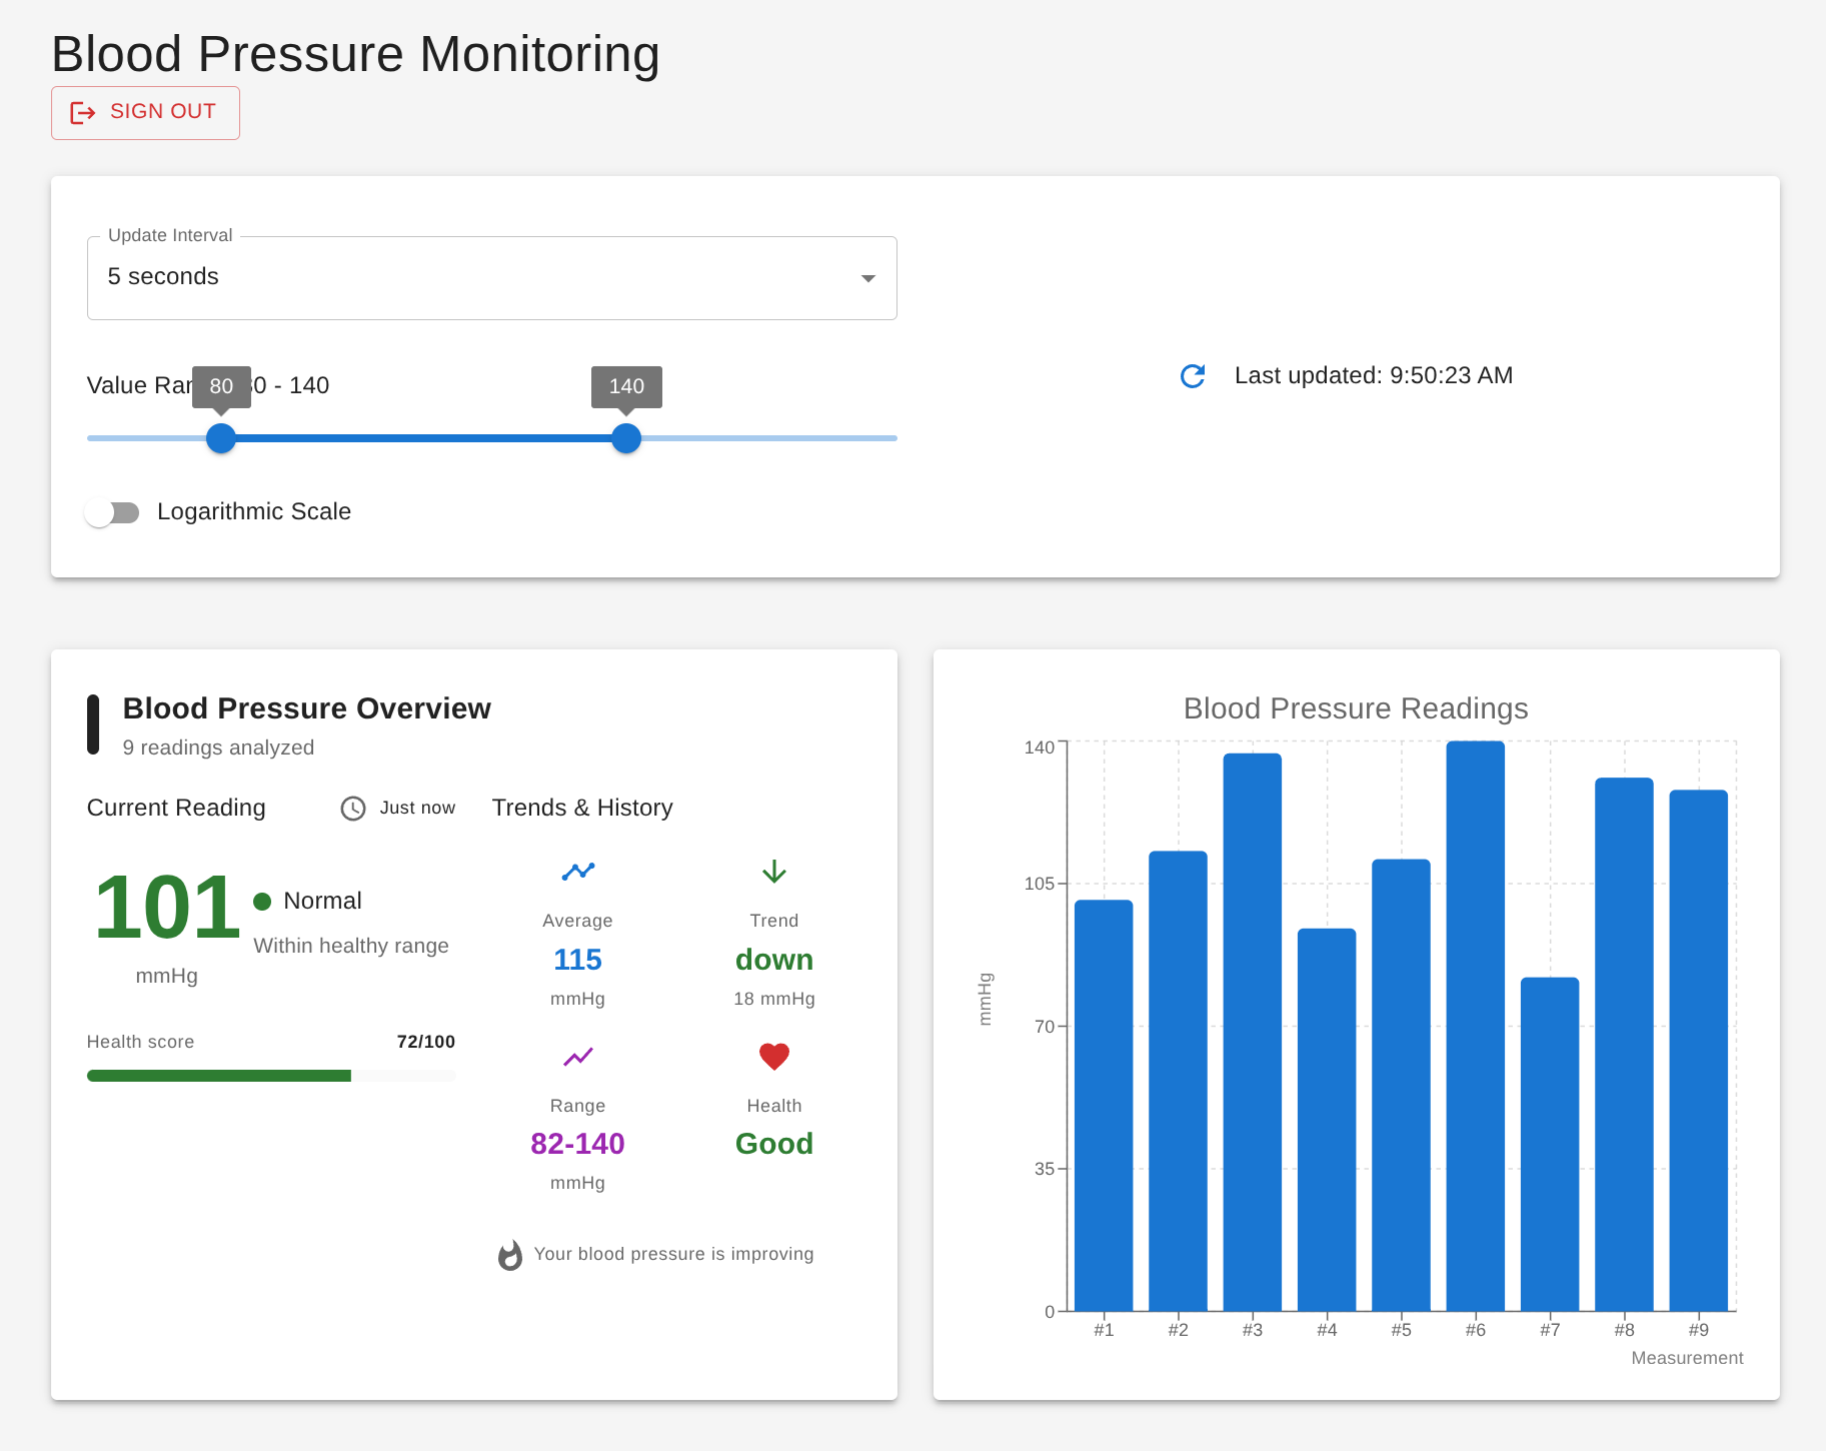 Blood Pressure Monitoring
SIGN OUT
Update Interval
5 seconds
Value Ran 0 - 140
80
140
Last updated: 9:50:23 AM
Logarithmic Scale
Blood Pressure Overview
9 readings analyzed
Current Reading
Just now
101
mmHg
Normal
Within healthy range
Health score
72/100
Trends & History
Average
115
mmHg
Trend
down
18 mmHg
Range
82-140
mmHg
Health
Good
Your blood pressure is improving
Blood Pressure Readings
140
105
70
35
0
mmHg
#1 #2 #3 #4 #5 #6 #7 #8 #9
Measurement